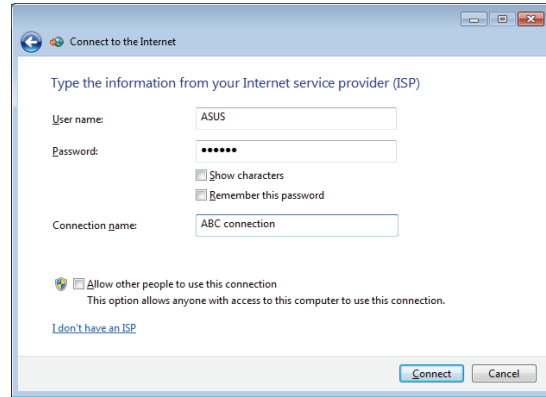 Connect to the Internet
Type the information from your Internet service provider (ISP)
User name: ASUS
Password: ••••••
Show characters
Remember this password
Connection name: ABC connection
Allow other people to use this connection
This option allows anyone with access to this computer to use this connection.
I don't have an ISP
Connect Cancel